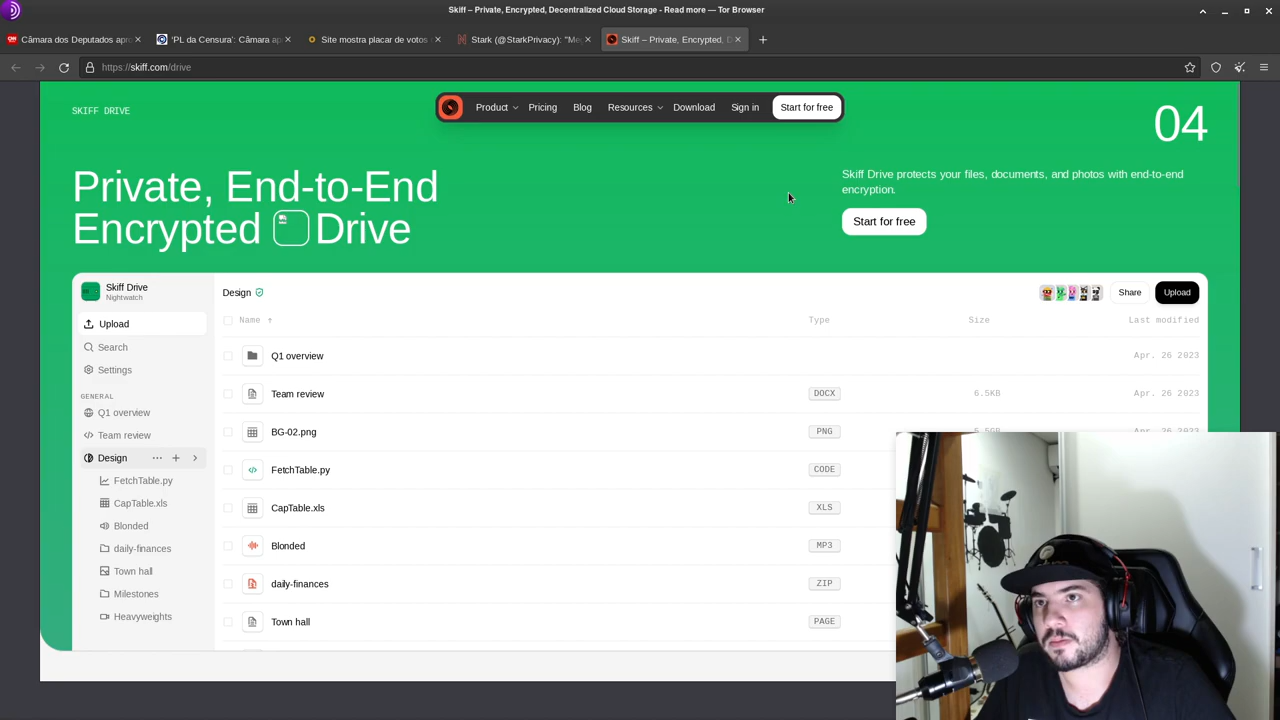 Skiff – Private, Encrypted, Decentralized Cloud Storage - Read more — Tor Browser
Câmara dos Deputados apr
'PL da Censura': Câmara ap
Site mostra placar de votos
Stark (@StarkPrivacy): "Me
Skiff – Private, Encrypted, D
https://skiff.com/drive
SKIFF DRIVE
Product
Pricing
Blog
Resources
Download
Sign in
Start for free
04
Private, End-to-End
Encrypted Drive
Skiff Drive protects your files, documents, and photos with end-to-end
encryption.
Start for free
Skiff Drive
Nightwatch
Upload
Search
Settings
GENERAL
Q1 overview
Team review
Design
FetchTable.py
CapTable.xls
Blonded
daily-finances
Town hall
Milestones
Heavyweights
Design
Share
Upload
Name ↑ Type Size Last modified
Q1 overview Apr. 26 2023
Team review DOCX 6.5KB Apr. 26 2023
BG-02.png PNG 5.5GB Apr. 26 2023
FetchTable.py CODE
CapTable.xls XLS
Blonded MP3
daily-finances ZIP
Town hall PAGE